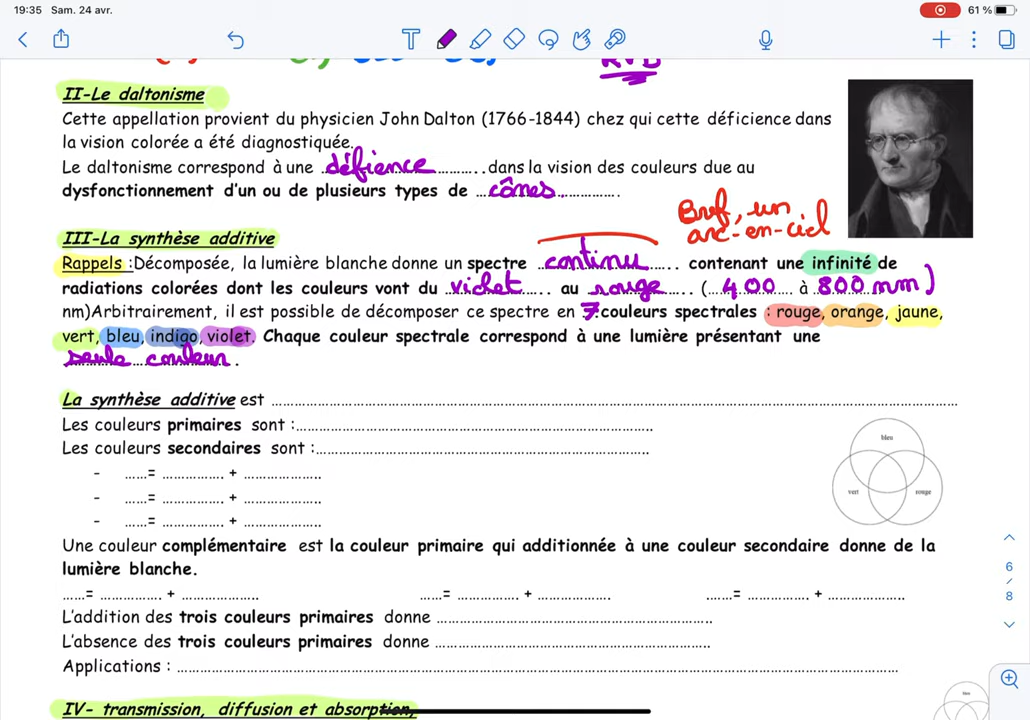 19:35 Sam. 24 avr. 61 %
RVB
II-Le daltonisme
Cette appellation provient du physicien John Dalton (1766-1844) chez qui cette déficience dans
la vision colorée a été diagnostiquée.
Le daltonisme correspond à une ..défience............. dans la vision des couleurs due au
dysfonctionnement d'un ou de plusieurs types de ...cônes................
Bref, un
arc-en-ciel
III-La synthèse additive
Rappels :Décomposée, la lumière blanche donne un spectre ...continu........ contenant une infinité de
radiations colorées dont les couleurs vont du ..violet........ au ..rouge........ (..400.... à 800 nm )
nm)Arbitrairement, il est possible de décomposer ce spectre en 7 couleurs spectrales : rouge, orange, jaune,
vert, bleu, indigo, violet. Chaque couleur spectrale correspond à une lumière présentant une
seule couleur .
La synthèse additive est ........................................................................
Les couleurs primaires sont :........................................................................
Les couleurs secondaires sont :........................................................................
- ......= ................ + ....................
- ......= ................ + ....................
- ......= ................ + ....................
bleu
vert rouge
Une couleur complémentaire est la couleur primaire qui additionnée à une couleur secondaire donne de la
lumière blanche.
......= ................ + .................... ......= ................ + .................... ......= ................ + ....................
L'addition des trois couleurs primaires donne ............................................................
L'absence des trois couleurs primaires donne ............................................................
Applications : ........................................................................
6
/
8
IV- transmission, diffusion et absorption,